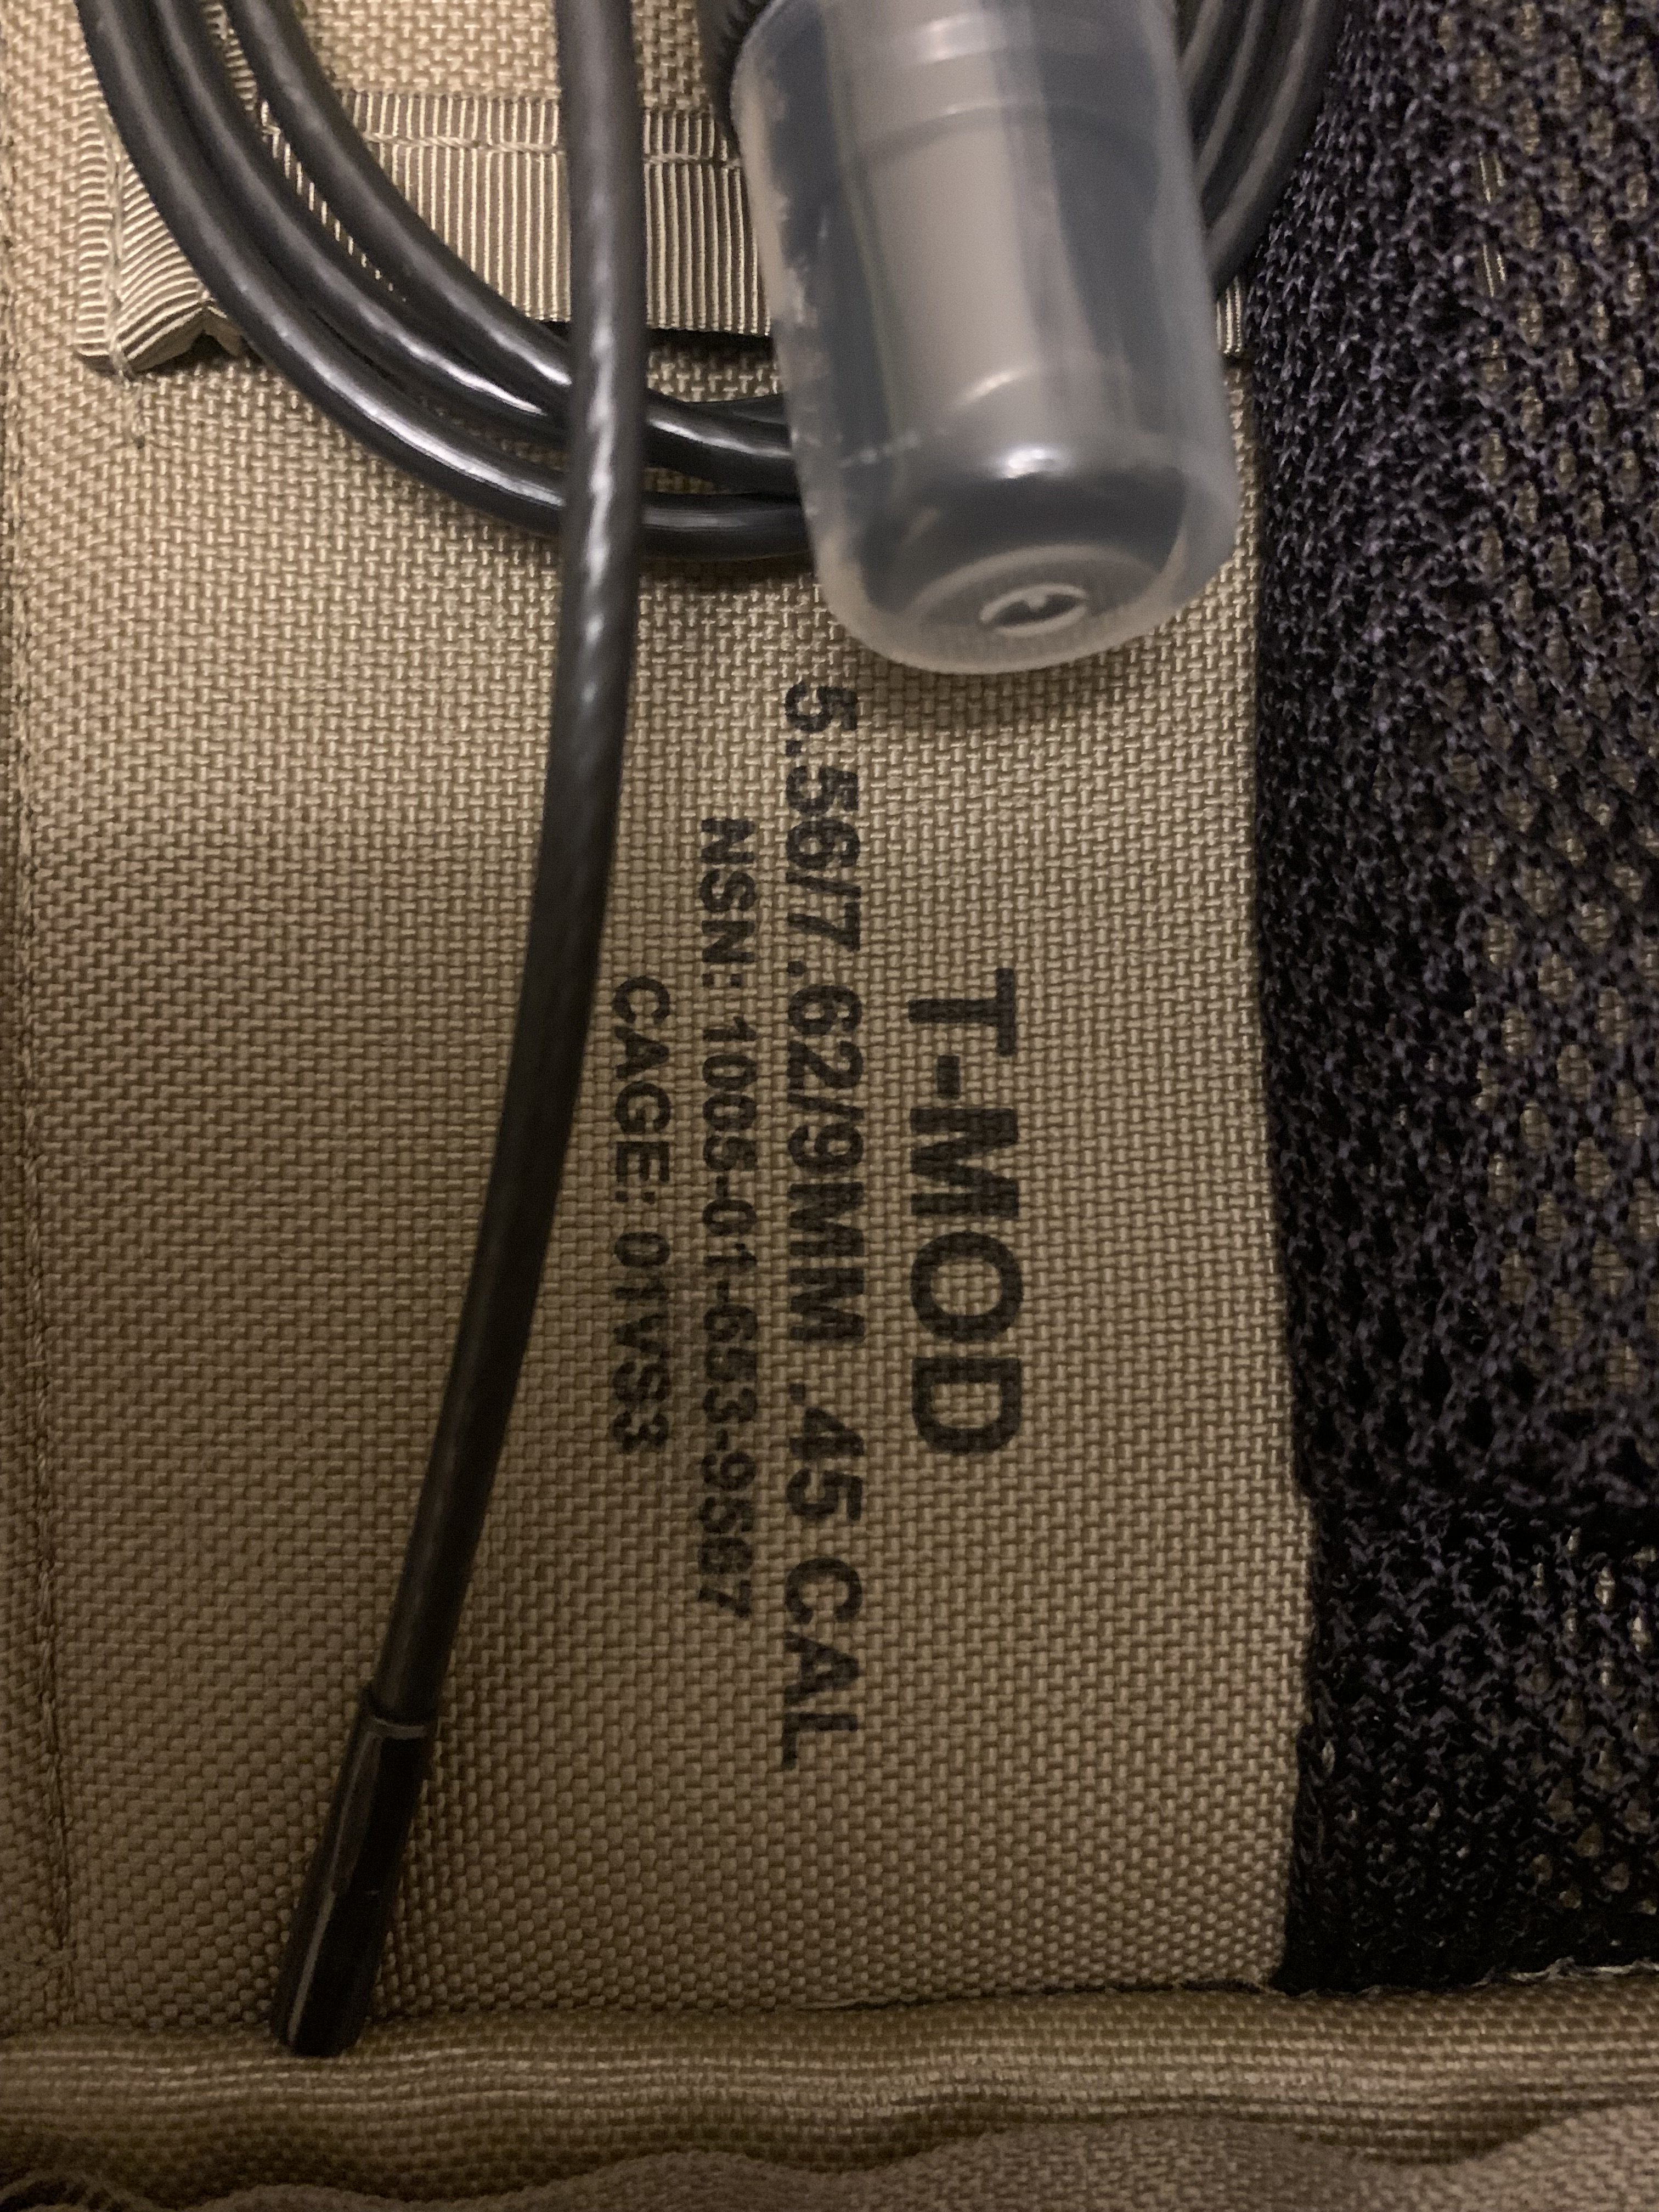 T-MOD
5.56/7.62/9MM .45 CAL
NSN: 1005-01-653-9587
CAGE: 01VS3